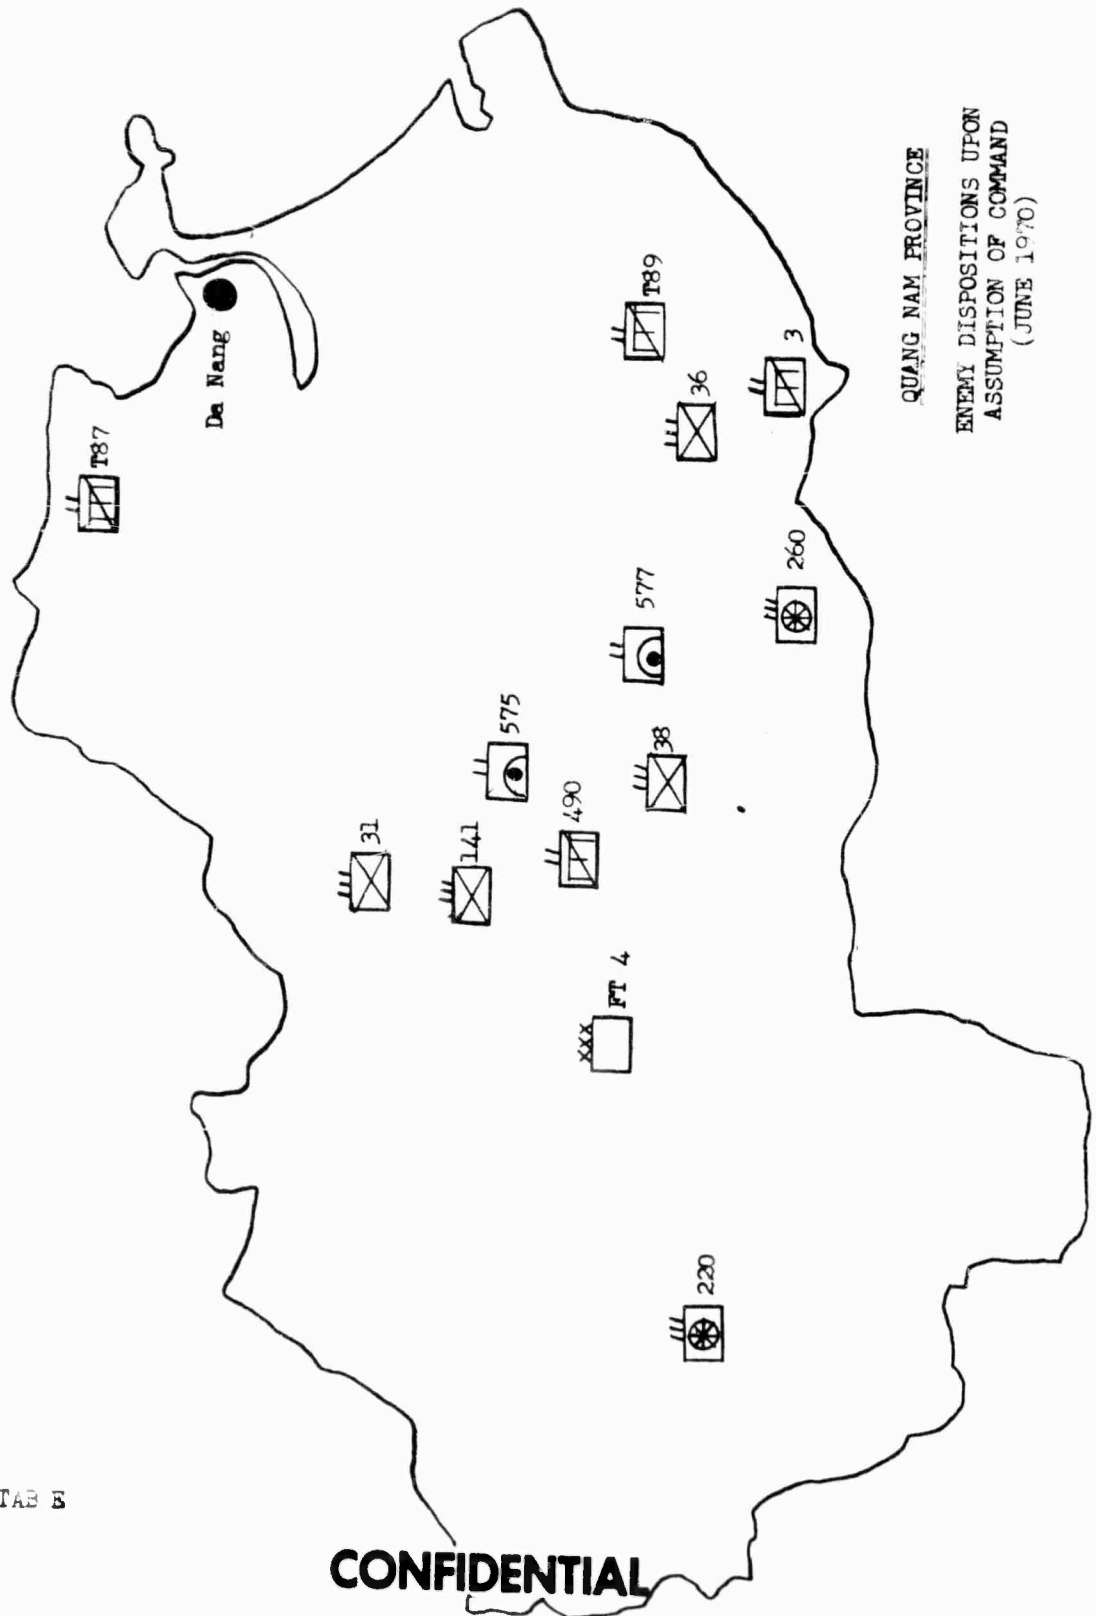 TAB E
QUANG NAM PROVINCE
ENEMY DISPOSITIONS UPON
ASSUMPTION OF COMMAND
(JUNE 1970)
T87
Da Nang
31
141
575
490
577
T89
FT 4
XXX
38
36
220
260
3
CONFIDENTIAL